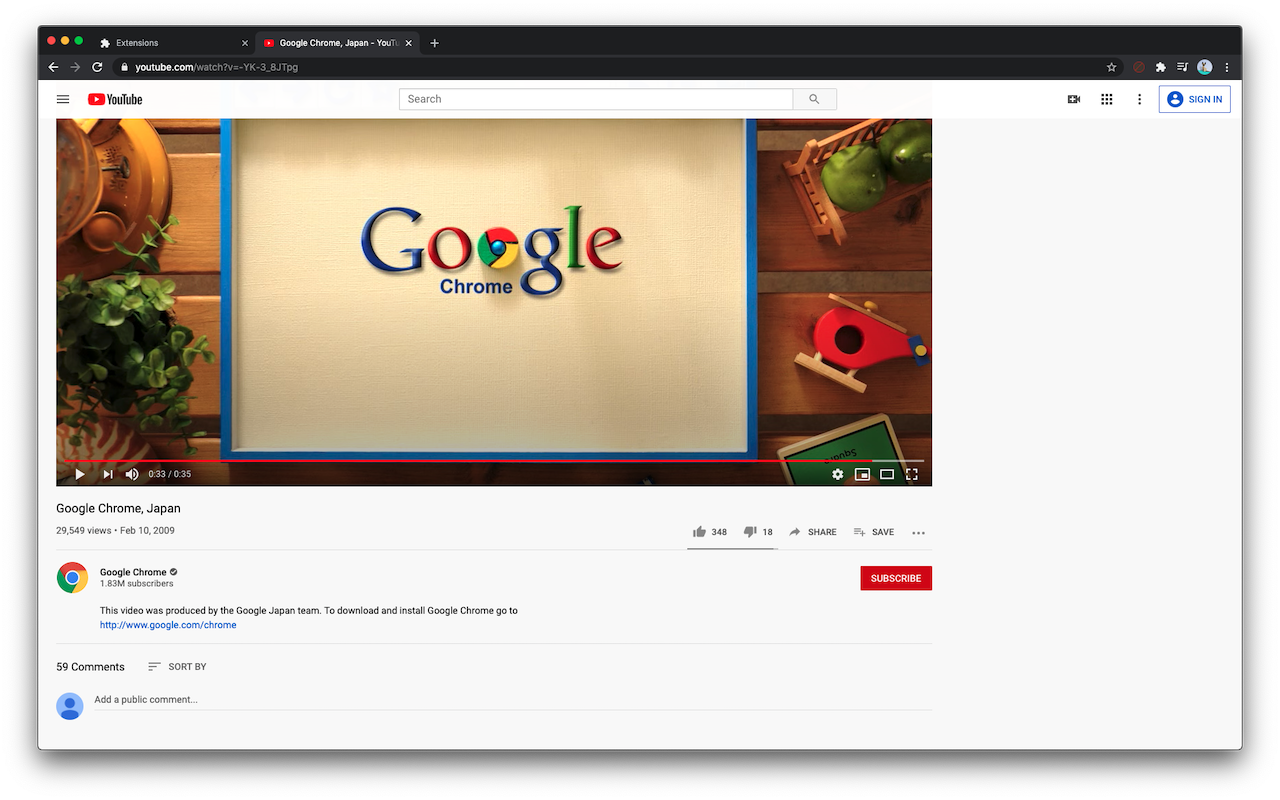 Extensions
Google Chrome, Japan - YouTu
youtube.com/watch?v=-YK-3_8JTpg
YouTube
Search
SIGN IN
Google
Chrome
0:33 / 0:35
Google Chrome, Japan
29,549 views • Feb 10, 2009
348
18
SHARE
SAVE
Google Chrome
1.83M subscribers
SUBSCRIBE
This video was produced by the Google Japan team. To download and install Google Chrome go to
http://www.google.com/chrome
59 Comments
SORT BY
Add a public comment...